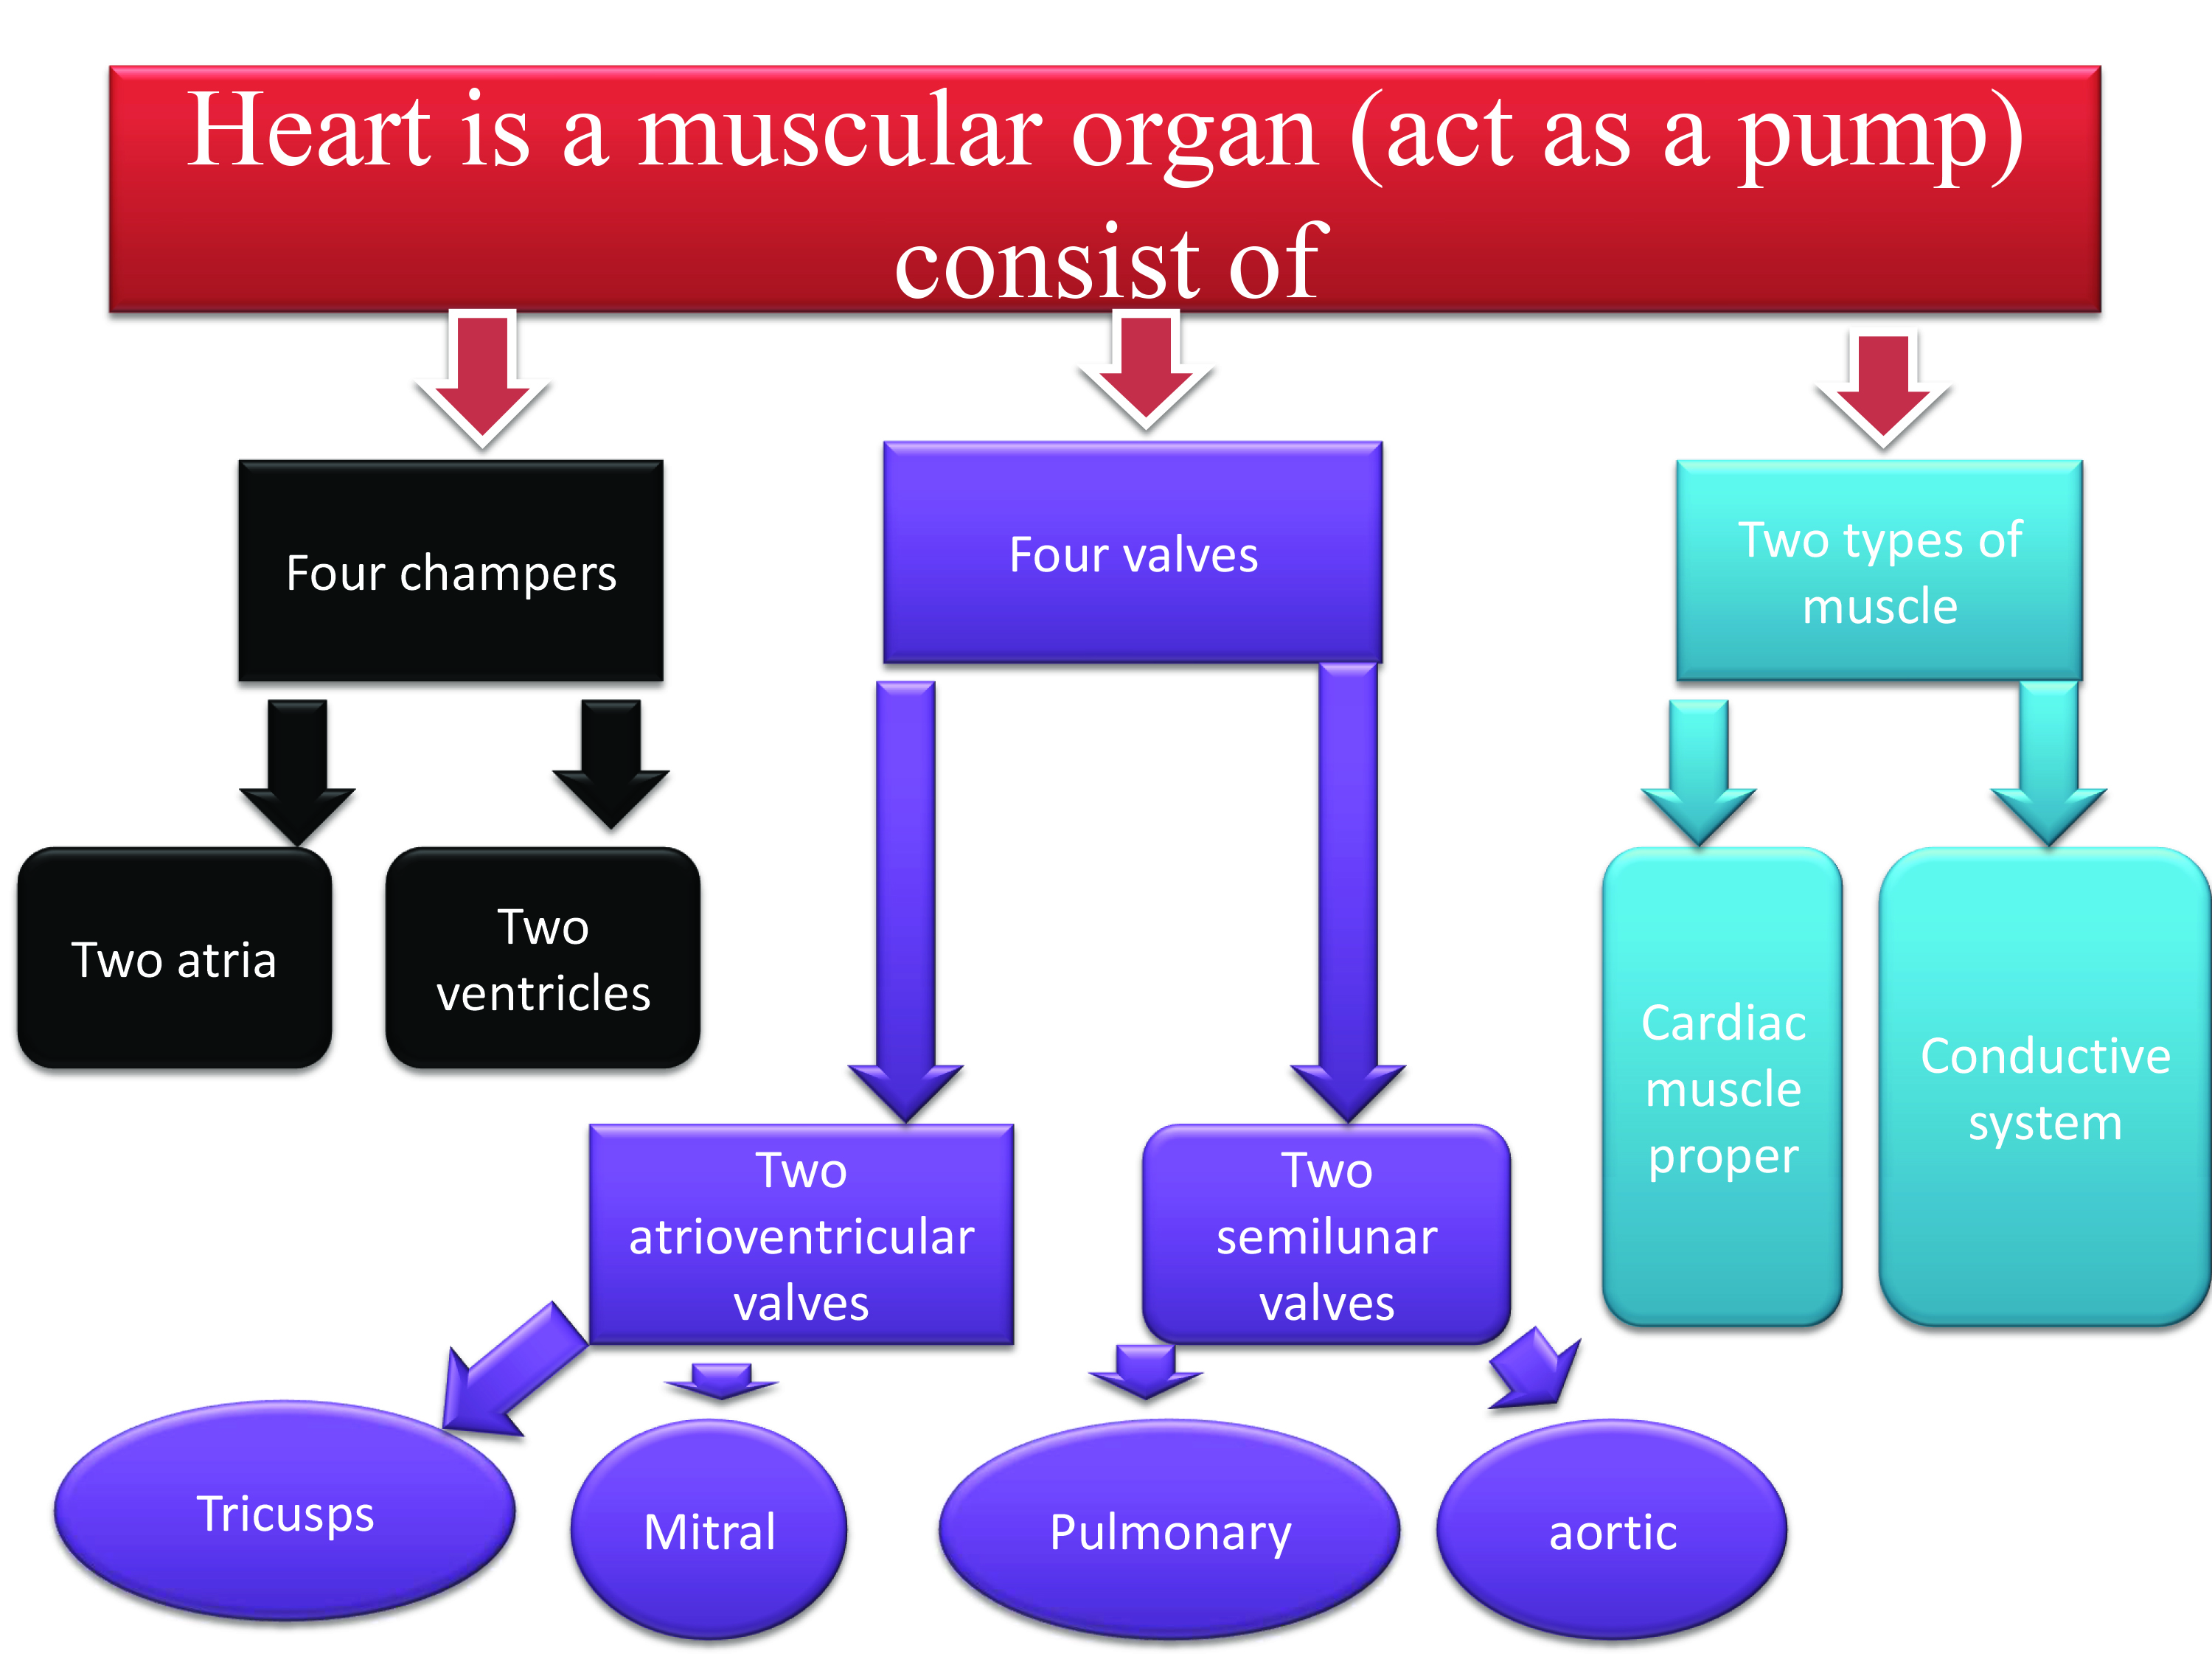 Heart is a muscular organ (act as a pump)
consist of
Four champers
Four valves
Two types of
muscle
Two atria
Two
ventricles
Cardiac
muscle
proper
Conductive
system
Two
atrioventricular
valves
Two
semilunar
valves
Tricusps
Mitral
Pulmonary
aortic